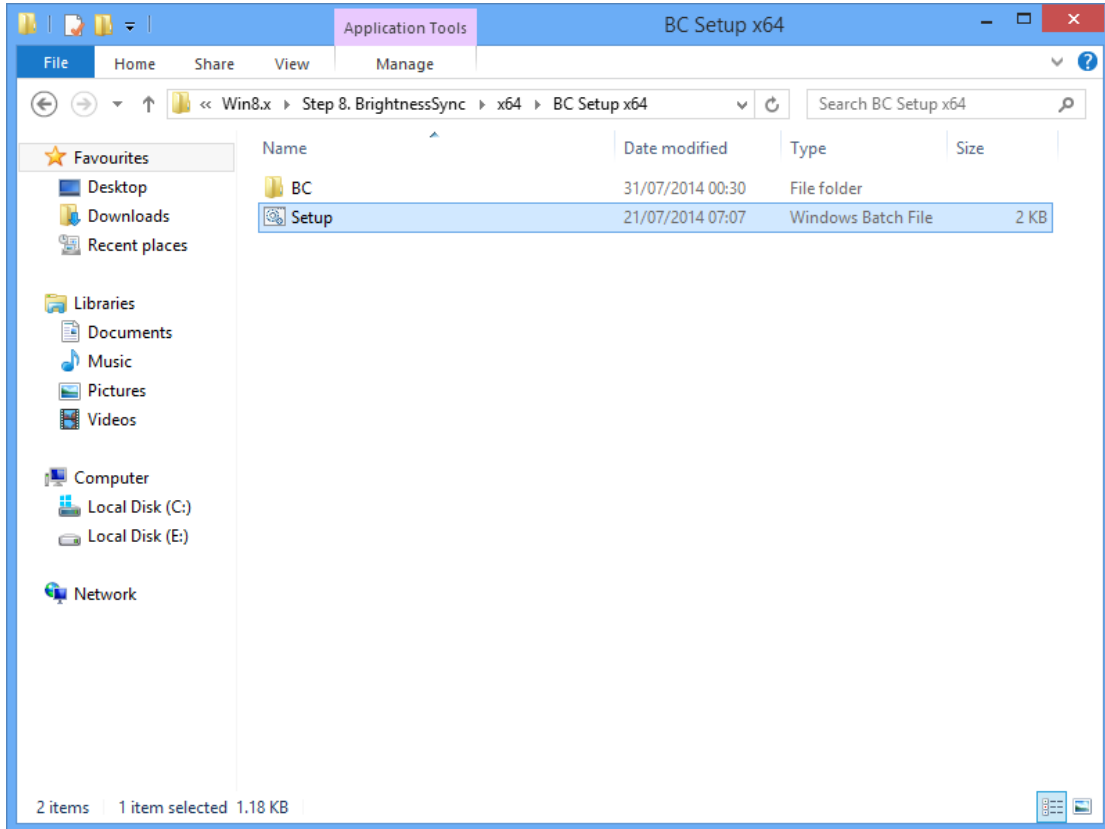 Application Tools BC Setup x64
File Home Share View Manage
« Win8.x Step 8. BrightnessSync x64 BC Setup x64 Search BC Setup x64
Favourites
Desktop
Downloads
Recent places
Libraries
Documents
Music
Pictures
Videos
Computer
Local Disk (C:)
Local Disk (E:)
Network
Name Date modified Type Size
BC 31/07/2014 00:30 File folder
Setup 21/07/2014 07:07 Windows Batch File 2 KB
2 items 1 item selected 1.18 KB